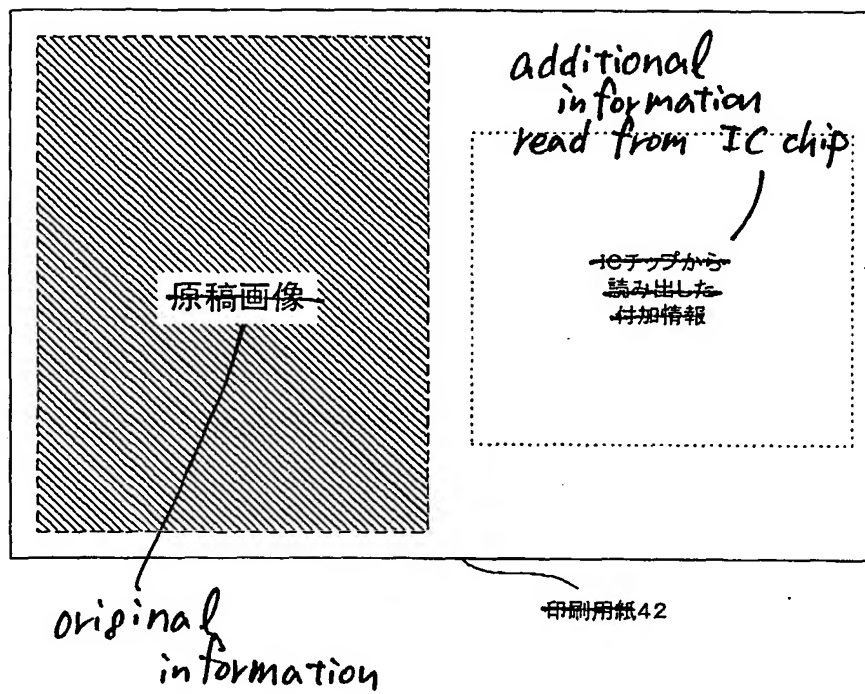 additional
information
read from IC chip
ICチップから
読み出した
付加情報
原稿画像
印刷用紙42
original
information